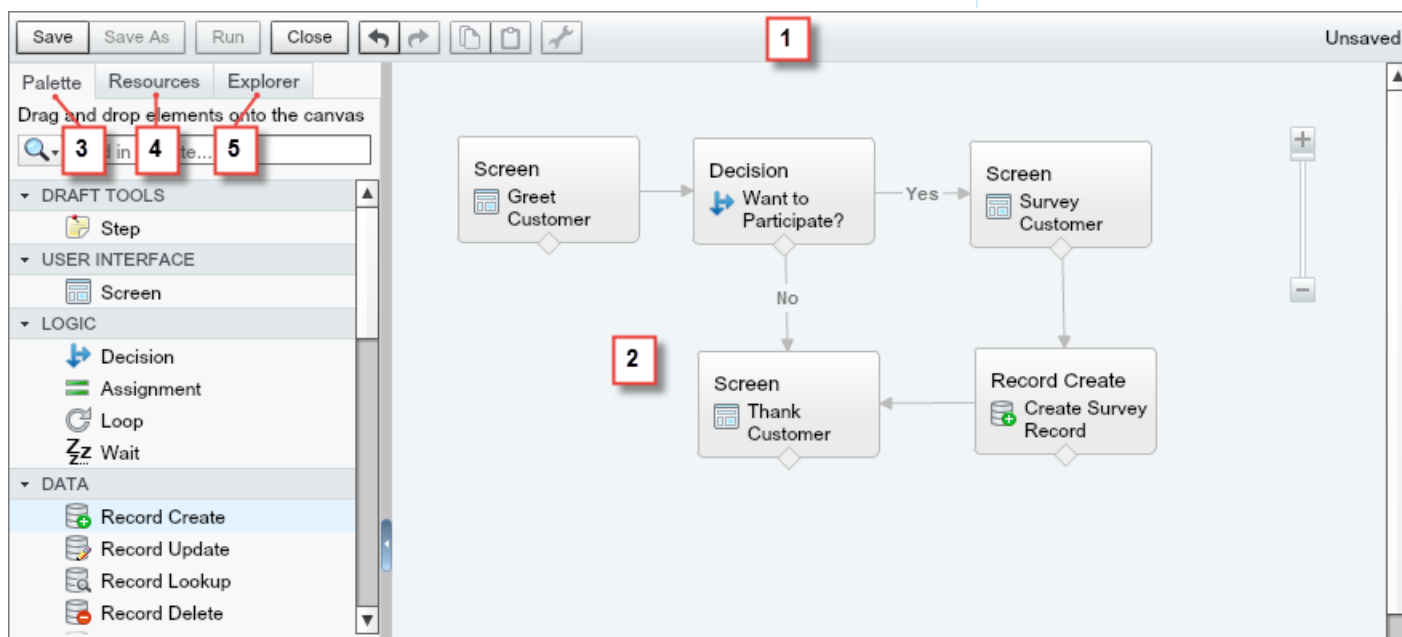 Save Save As Run Close 1 Unsaved
Palette Resources Explorer
Drag and drop elements onto the canvas
3 in 4 te... 5
DRAFT TOOLS
Step
USER INTERFACE
Screen
LOGIC
Decision
Assignment
Loop
Wait
DATA
Record Create
Record Update
Record Lookup
Record Delete
Screen
Greet
Customer
Decision
Want to
Participate?
Yes
Screen
Survey
Customer
No
2
Screen
Thank
Customer
Record Create
Create Survey
Record